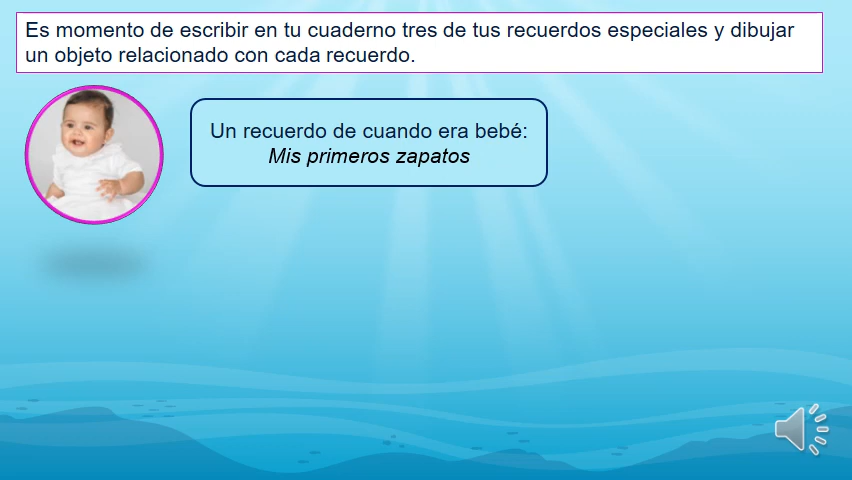 Es momento de escribir en tu cuaderno tres de tus recuerdos especiales y dibujar
un objeto relacionado con cada recuerdo.
Un recuerdo de cuando era bebé:
Mis primeros zapatos